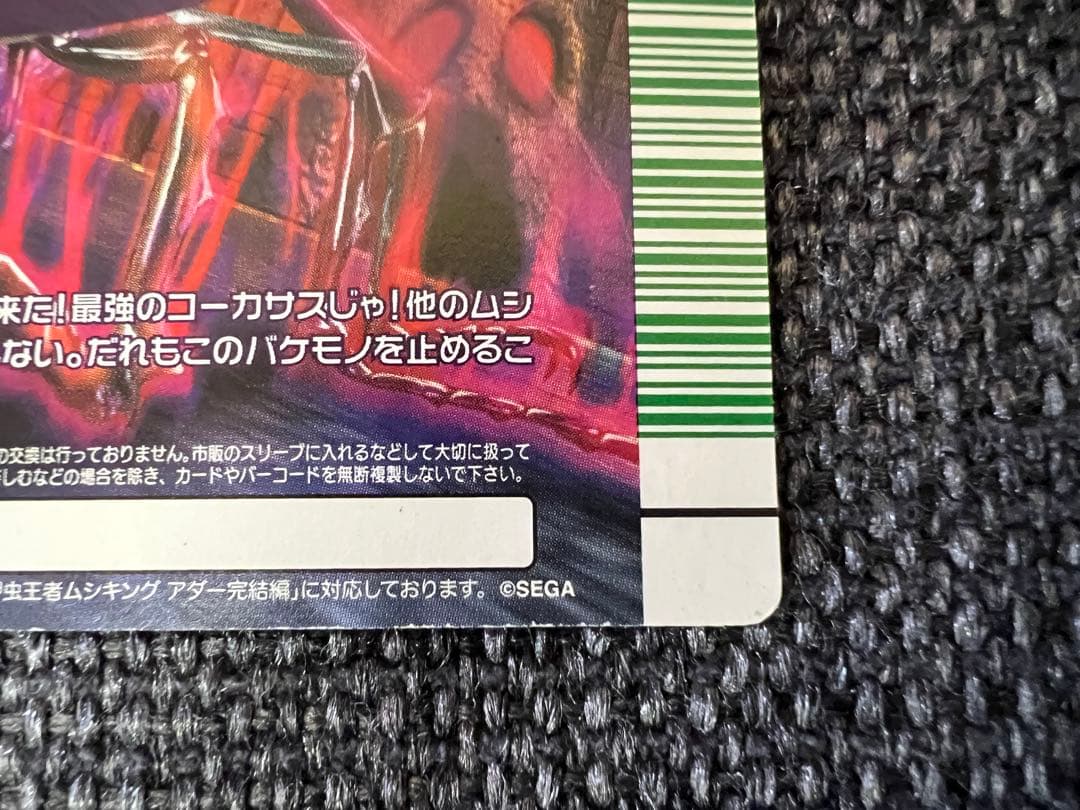 来た!最強のコーカサスじゃ!他のムシ
ない。だれもこのバケモノを止めるこ
の交換は行っておりません。市販のスリーブに入れるなどして大切に扱って
しむなどの場合を除き、カードやバーコードを無断複製しないで下さい。
虫王者ムシキング アダー完結編」に対応しております。 ©SEGA